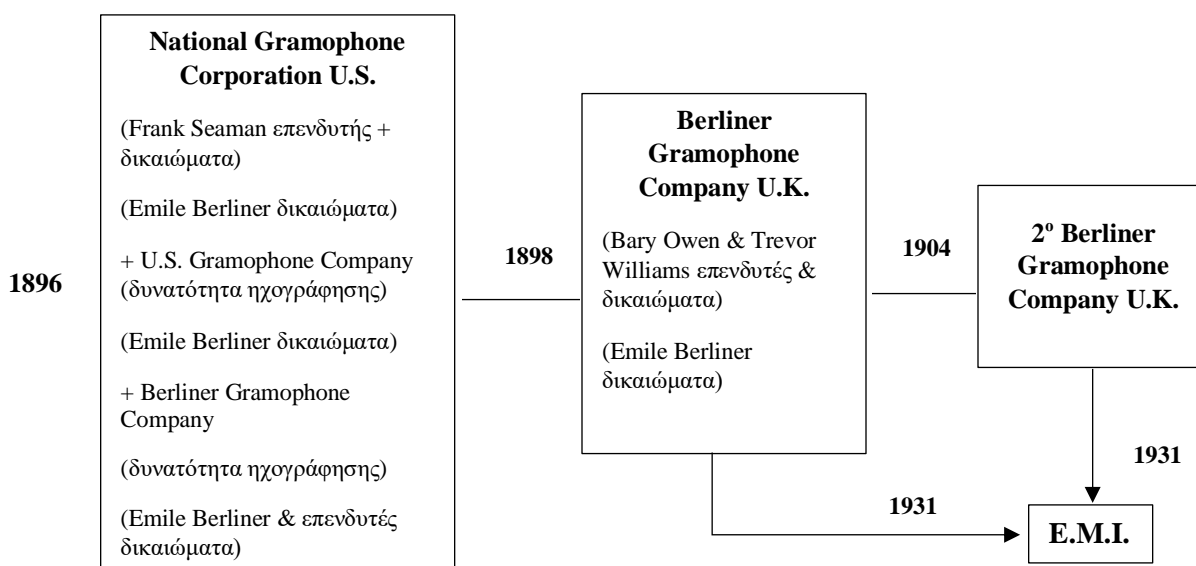 1896
National Gramophone
Corporation U.S.
(Frank Seaman επενδυτής +
δικαιώματα)
(Emile Berliner δικαιώματα)
+ U.S. Gramophone Company
(δυνατότητα ηχογράφησης)
(Emile Berliner δικαιώματα)
+ Berliner Gramophone
Company
(δυνατότητα ηχογράφησης)
(Emile Berliner & επενδυτές
δικαιώματα)
1898
Berliner
Gramophone
Company U.K.
(Bary Owen & Trevor
Williams επενδυτές &
δικαιώματα)
(Emile Berliner
δικαιώματα)
1904
2º Berliner
Gramophone
Company U.K.
1931
1931
E.M.I.